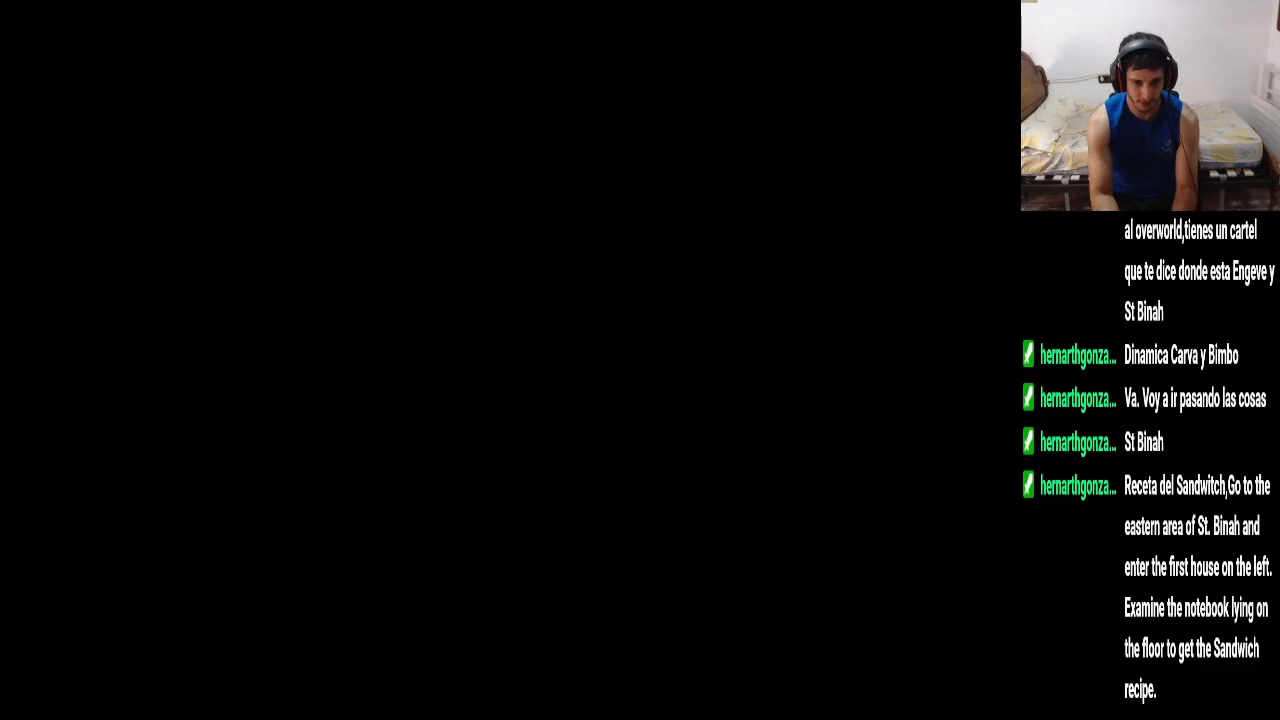 al overworld,tienes un cartel
que te dice donde esta Engeve y
St Binah
hernarthgonza... Dinamica Carva y Bimbo
hernarthgonza... Va. Voy a ir pasando las cosas
hernarthgonza... St Binah
hernarthgonza... Receta del Sandwitch,Go to the
eastern area of St. Binah and
enter the first house on the left.
Examine the notebook lying on
the floor to get the Sandwich
recipe.